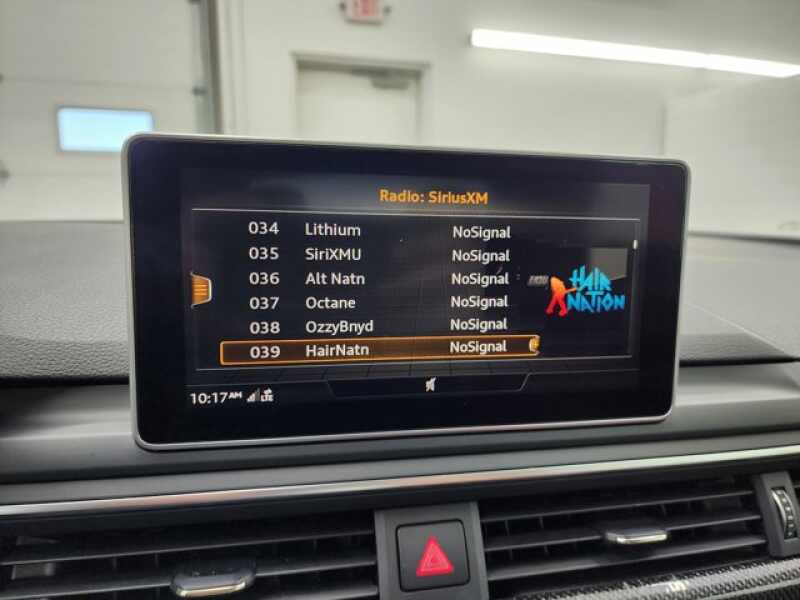 Radio: SiriusXM
034 Lithium NoSignal
035 SiriXMU NoSignal
036 Alt Natn NoSignal
037 Octane NoSignal
038 OzzyBnyd NoSignal
039 HairNatn NoSignal
HAIR
NATION
10:17AM LTE